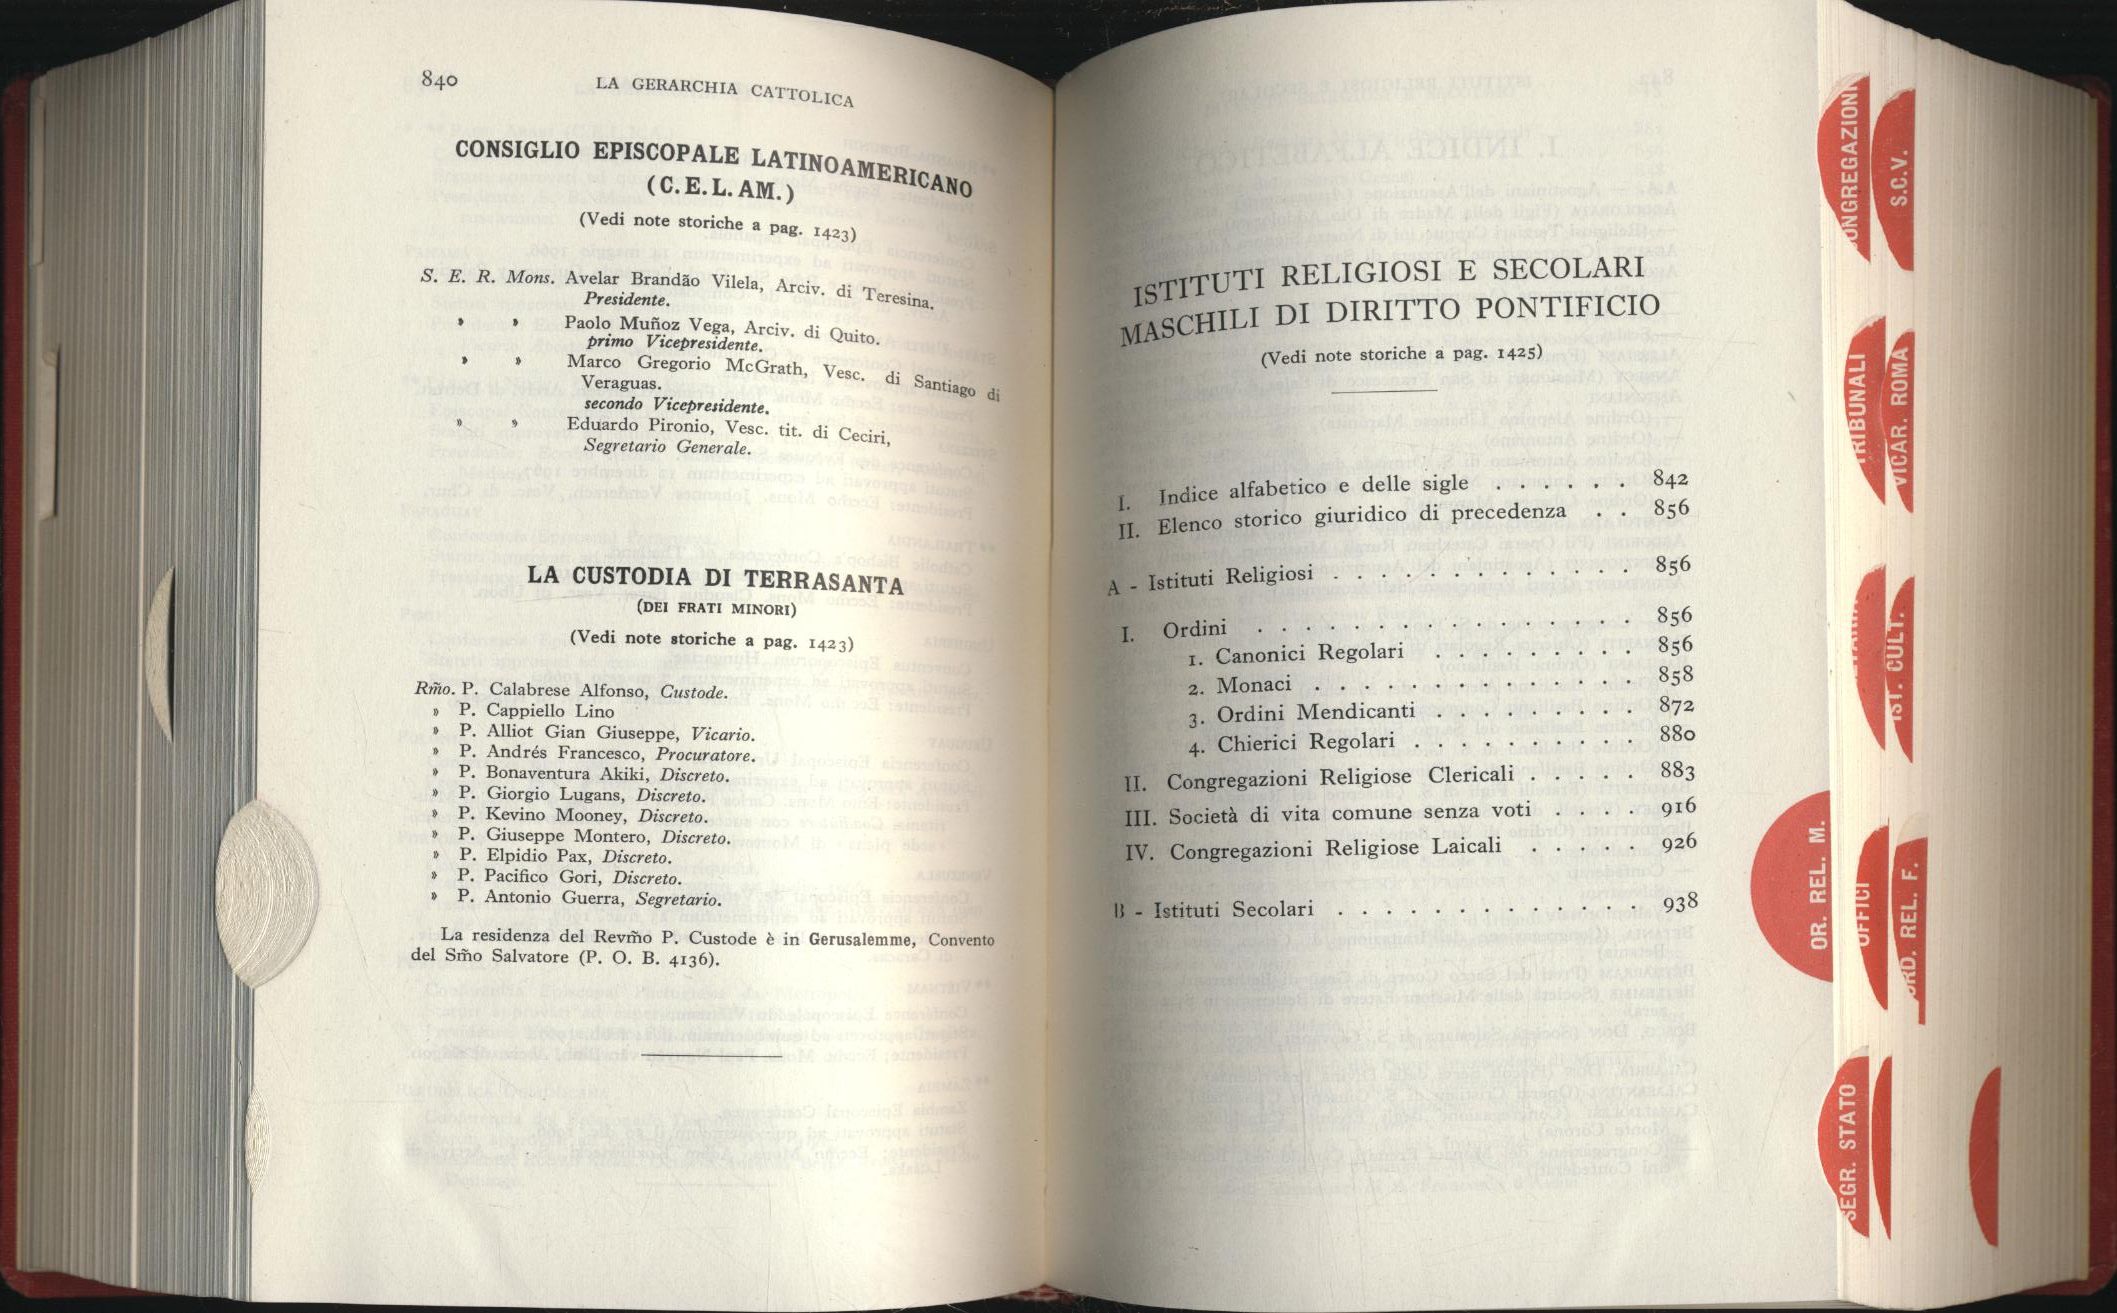 840
LA GERARCHIA CATTOLICA
CONSIGLIO EPISCOPALE LATINOAMERICANO
(C.E.L.AM.)
(Vedi note storiche a pag. 1423)
S. E. R. Mons. Avelar Brandão Vilela, Arciv. di Teresina.
Presidente.
» » Paolo Muñoz Vega, Arciv. di Quito.
primo Vicepresidente.
» » Marco Gregorio McGrath, Vesc. di Santiago di
Veraguas.
secondo Vicepresidente.
» » Eduardo Pironio, Vesc. tit. di Ceciri,
Segretario Generale.
LA CUSTODIA DI TERRASANTA
(DEI FRATI MINORI)
(Vedi note storiche a pag. 1423)
Rm̃o. P. Calabrese Alfonso, Custode.
» P. Cappiello Lino
» P. Alliot Gian Giuseppe, Vicario.
» P. Andrés Francesco, Procuratore.
» P. Bonaventura Akiki, Discreto.
» P. Giorgio Lugans, Discreto.
» P. Kevino Mooney, Discreto.
» P. Giuseppe Montero, Discreto.
» P. Elpidio Pax, Discreto.
» P. Pacifico Gori, Discreto.
» P. Antonio Guerra, Segretario.
La residenza del Revm̃o P. Custode è in Gerusalemme, Convento
del Sm̃o Salvatore (P. O. B. 4136).
ISTITUTI RELIGIOSI E SECOLARI
MASCHILI DI DIRITTO PONTIFICIO
(Vedi note storiche a pag. 1425)
I. Indice alfabetico e delle sigle . . . . . . 842
II. Elenco storico giuridico di precedenza . . 856
A - Istituti Religiosi . . . . . . . . . . . . . 856
I. Ordini . . . . . . . . . . . . . . . . 856
1. Canonici Regolari . . . . . . . . . 856
2. Monaci . . . . . . . . . . . . . . 858
3. Ordini Mendicanti . . . . . . . . . 872
4. Chierici Regolari . . . . . . . . . . 880
II. Congregazioni Religiose Clericali . . . . . 883
III. Società di vita comune senza voti . . . . 916
IV. Congregazioni Religiose Laicali . . . . . 926
B - Istituti Secolari . . . . . . . . . . . . . 938
CONGREGAZIONI
S.C.V.
TRIBUNALI
VICAR. ROMA
IST. CULT.
OR. REL. M.
UFFICI
ORD. REL. F.
SEGR. STATO